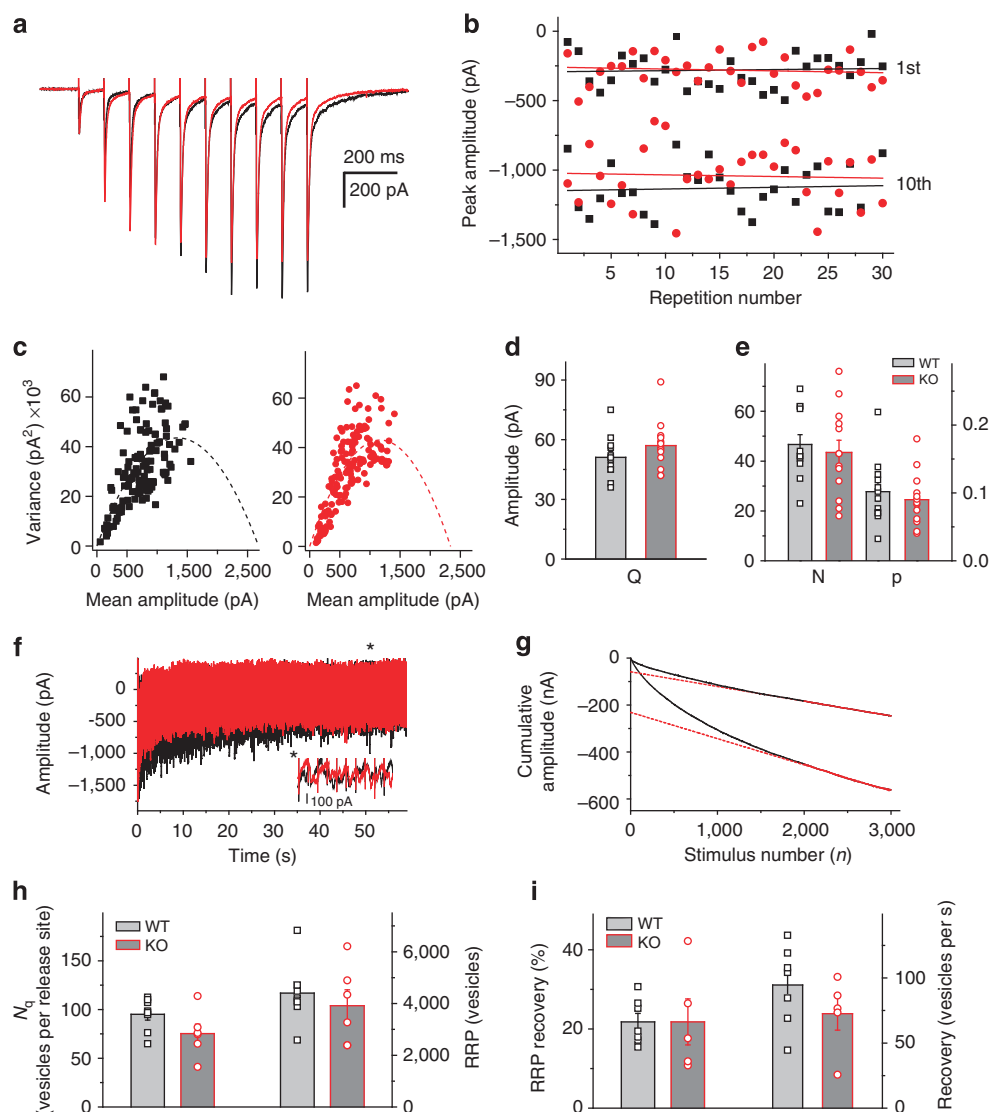 a
200 ms
200 pA
b
Peak amplitude (pA)
0
−500
−1,000
−1,500
1st
10th
5
10
15
20
25
30
Repetition number
c
Variance (pA²) ×10³
60
40
20
0
0
500
1,500
2,500
Mean amplitude (pA)
0
500
1,500
2,500
Mean amplitude (pA)
d
Amplitude (pA)
90
60
30
0
Q
e
WT
KO
60
40
20
0
0.2
0.1
0.0
N
p
f
Amplitude (pA)
0
−500
−1,000
−1,500
*
*
100 pA
0
10
20
30
40
50
Time (s)
g
Cumulative
amplitude (nA)
0
−200
−400
−600
0
1,000
2,000
3,000
Stimulus number (n)
h
WT
KO
Nq
(vesicles per release site)
150
100
50
0
6,000
4,000
2,000
0
RRP (vesicles)
i
WT
KO
RRP recovery (%)
40
20
0
100
50
0
Recovery (vesicles per s)